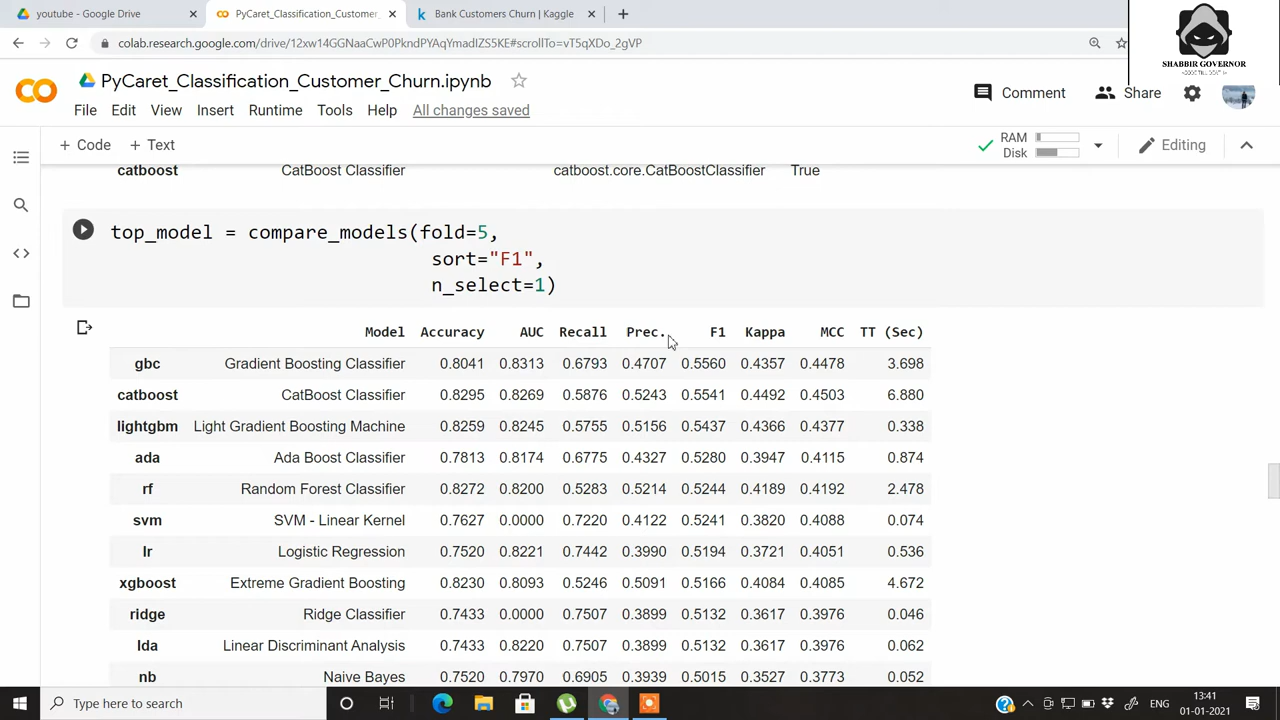 youtube - Google Drive
PyCaret_Classification_Customer_
Bank Customers Churn | Kaggle
colab.research.google.com/drive/12xw14GGNaaCwP0PkndPYAqYmadIZS5KE#scrollTo=vT5qXDo_2gVP
SHABBIR GOVERNOR
PyCaret_Classification_Customer_Churn.ipynb
Comment
Share
File Edit View Insert Runtime Tools Help All changes saved
+ Code + Text
RAM
Disk
Editing
catboost CatBoost Classifier catboost.core.CatBoostClassifier True
top_model = compare_models(fold=5,
sort="F1",
n_select=1)
Model Accuracy AUC Recall Prec. F1 Kappa MCC TT (Sec)
gbc Gradient Boosting Classifier 0.8041 0.8313 0.6793 0.4707 0.5560 0.4357 0.4478 3.698
catboost CatBoost Classifier 0.8295 0.8269 0.5876 0.5243 0.5541 0.4492 0.4503 6.880
lightgbm Light Gradient Boosting Machine 0.8259 0.8245 0.5755 0.5156 0.5437 0.4366 0.4377 0.338
ada Ada Boost Classifier 0.7813 0.8174 0.6775 0.4327 0.5280 0.3947 0.4115 0.874
rf Random Forest Classifier 0.8272 0.8200 0.5283 0.5214 0.5244 0.4189 0.4192 2.478
svm SVM - Linear Kernel 0.7627 0.0000 0.7220 0.4122 0.5241 0.3820 0.4088 0.074
lr Logistic Regression 0.7520 0.8221 0.7442 0.3990 0.5194 0.3721 0.4051 0.536
xgboost Extreme Gradient Boosting 0.8230 0.8093 0.5246 0.5091 0.5166 0.4084 0.4085 4.672
ridge Ridge Classifier 0.7433 0.0000 0.7507 0.3899 0.5132 0.3617 0.3976 0.046
lda Linear Discriminant Analysis 0.7433 0.8220 0.7507 0.3899 0.5132 0.3617 0.3976 0.062
nb Naive Bayes 0.7520 0.7970 0.6905 0.3939 0.5015 0.3527 0.3773 0.052
Type here to search
ENG
13:41
01-01-2021